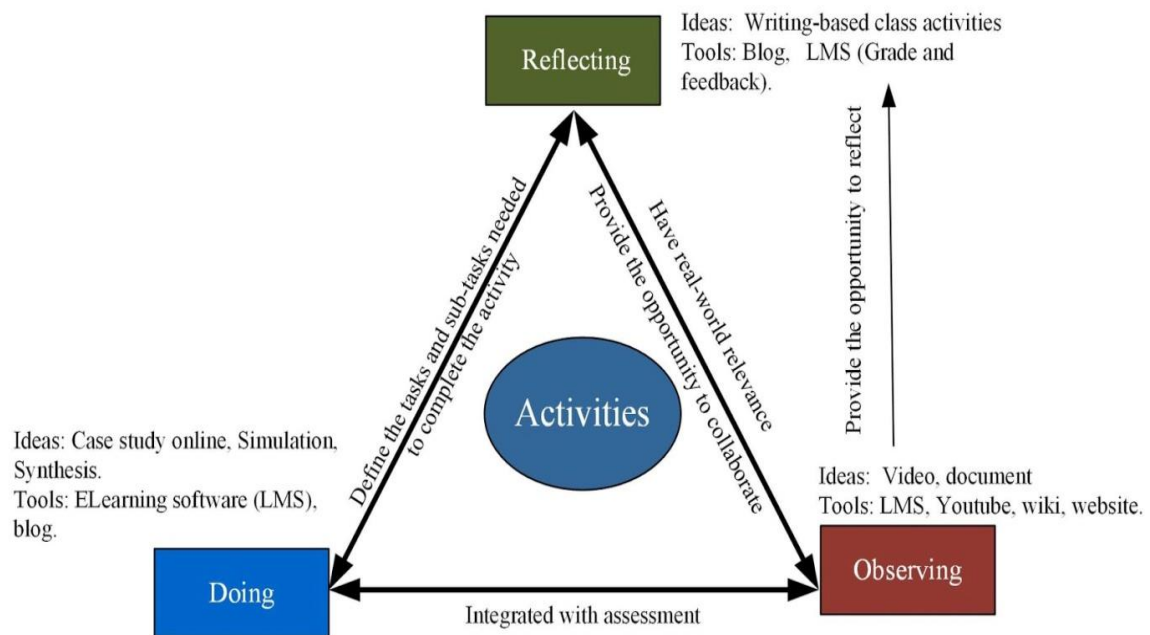 Ideas: Writing-based class activities
Tools: Blog, LMS (Grade and
feedback).
Reflecting
Provide the opportunity to reflect
Define the tasks and sub-tasks needed
to complete the activity
Have real-world relevance
Provide the opportunity to collaborate
Activities
Ideas: Case study online, Simulation,
Synthesis.
Tools: ELearning software (LMS),
blog.
Ideas: Video, document
Tools: LMS, Youtube, wiki, website.
Doing
Observing
Integrated with assessment